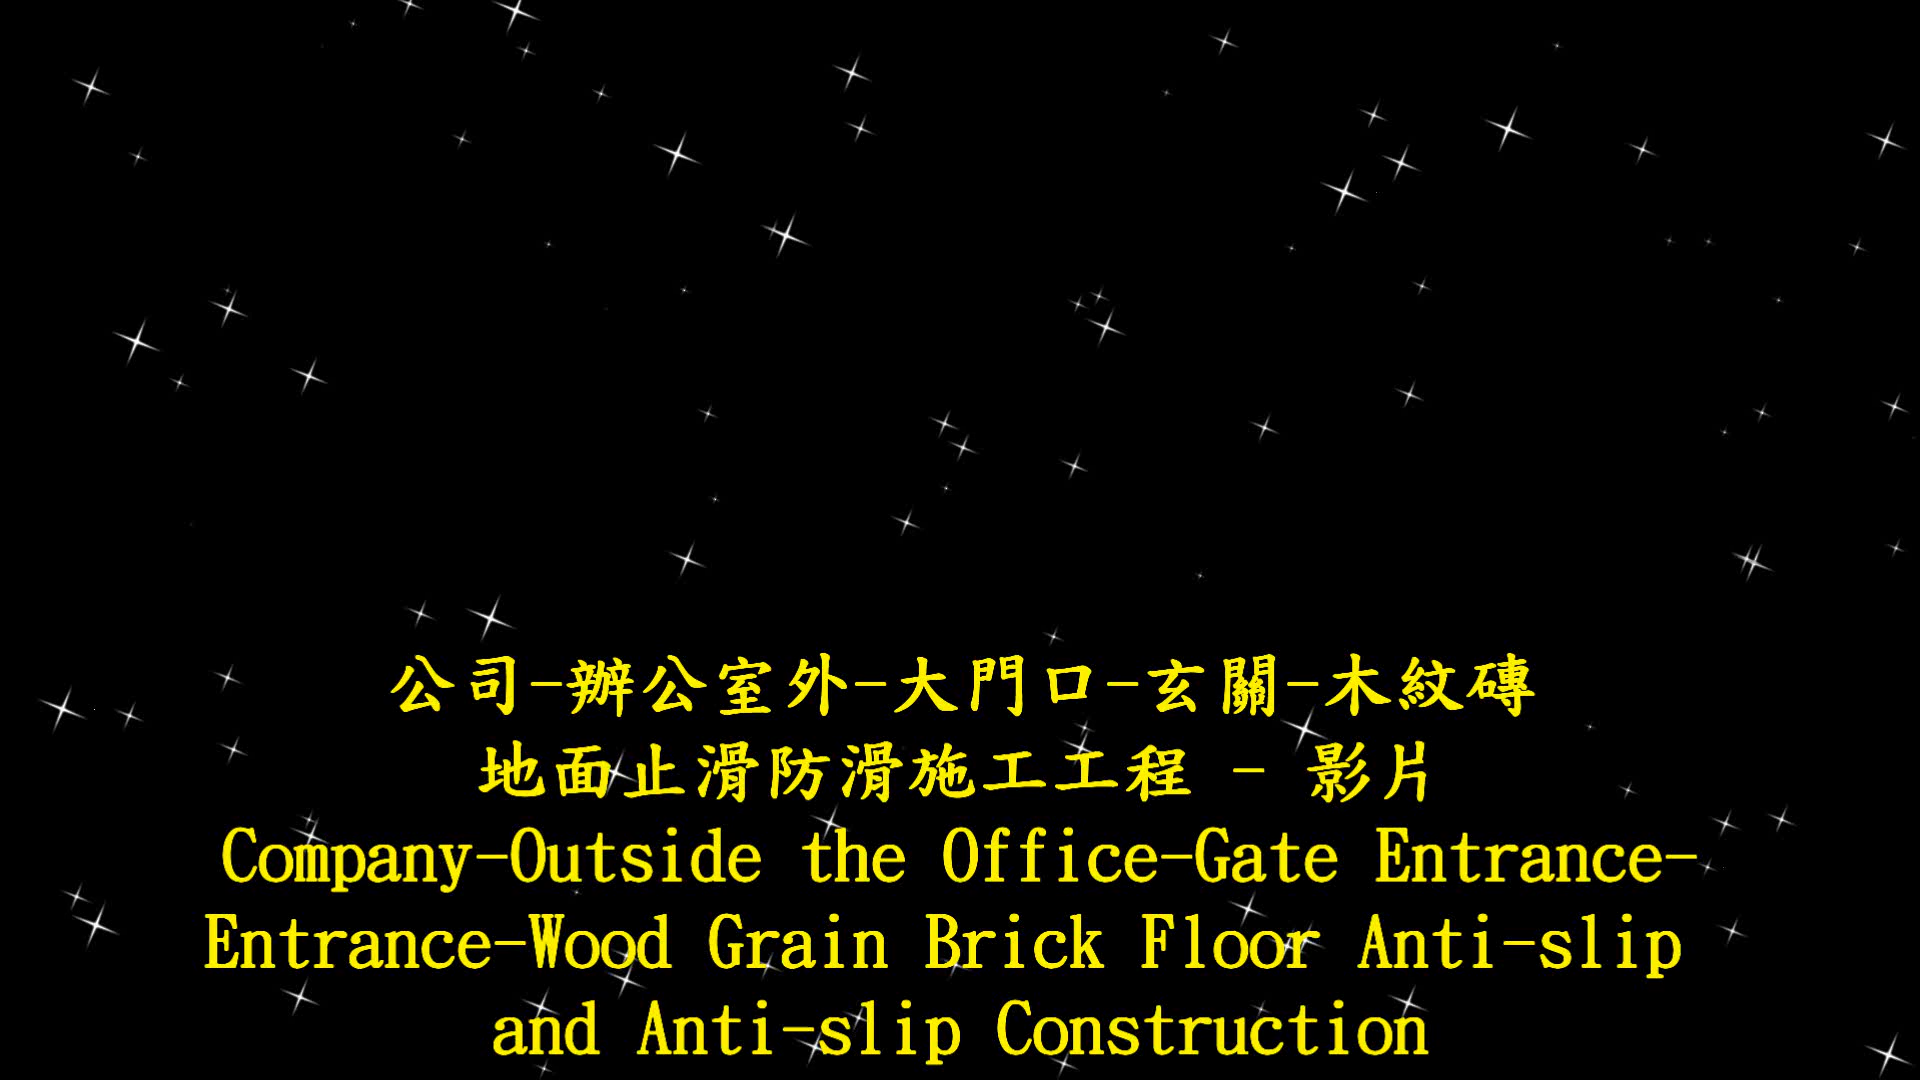 公司-辦公室外-大門口-玄關-木紋磚
地面止滑防滑施工工程 - 影片
Company-Outside the Office-Gate Entrance-
Entrance-Wood Grain Brick Floor Anti-slip
and Anti-slip Construction